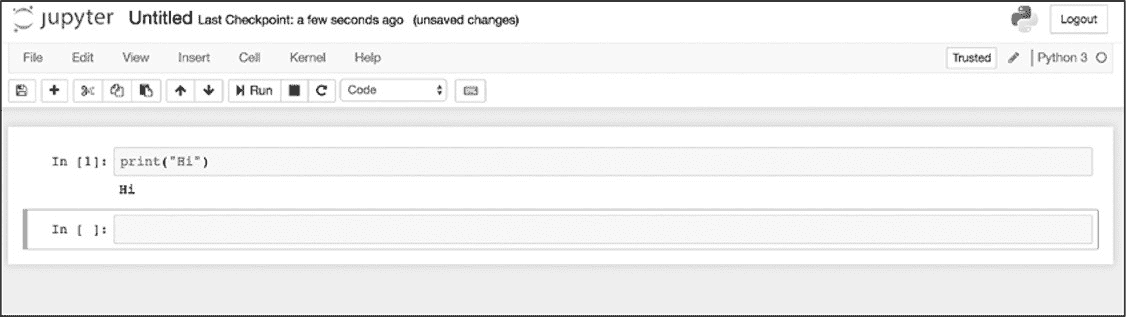 jupyter Untitled Last Checkpoint: a few seconds ago (unsaved changes) Logout
File Edit View Insert Cell Kernel Help Trusted Python 3
Run Code
In [1]: print("Hi")
Hi
In [ ]: